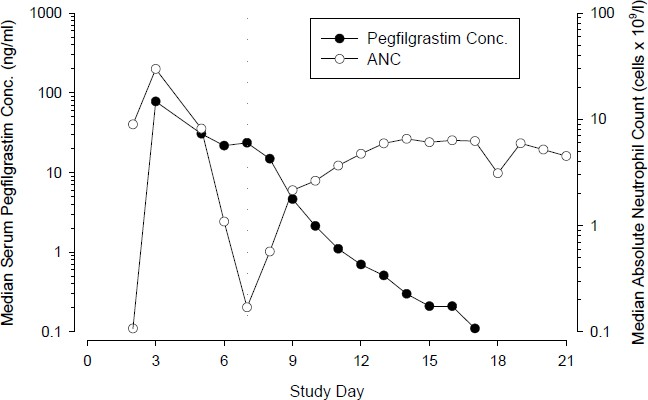 Median Serum Pegfilgrastim Conc. (ng/ml)
1000
100
10
1
0.1
Pegfilgrastim Conc.
ANC
100
10
1
0.1
Median Absolute Neutrophil Count (cells x 10⁹/l)
0 3 6 9 12 15 18 21
Study Day